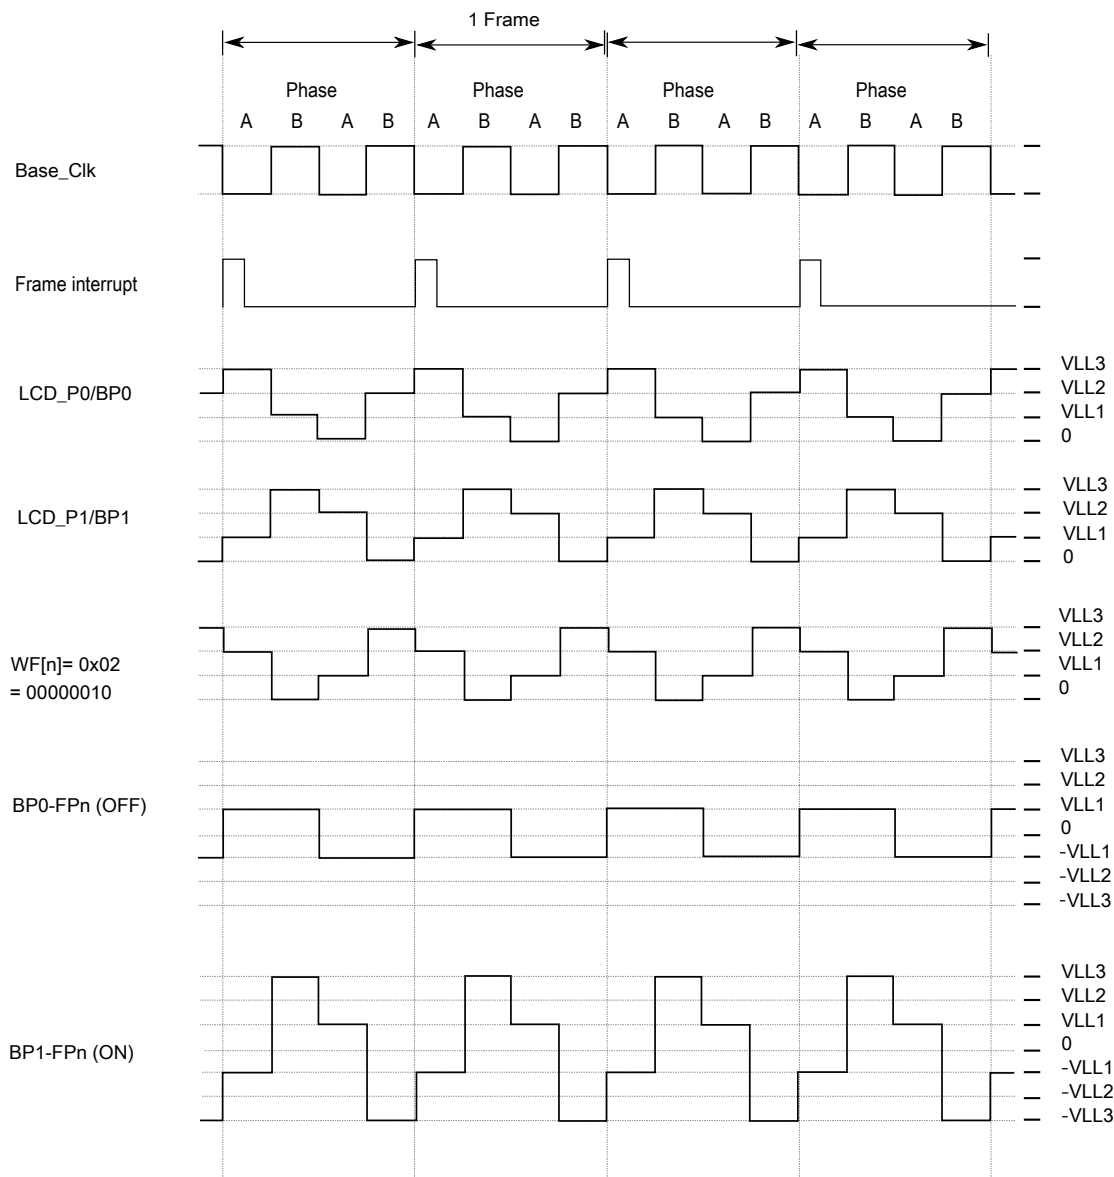 1 Frame
Phase Phase Phase Phase
A B A B A B A B A B A B A B A B
Base_Clk
Frame interrupt
LCD_P0/BP0
VLL3
VLL2
VLL1
0
LCD_P1/BP1
VLL3
VLL2
VLL1
0
WF[n]= 0x02
= 00000010
VLL3
VLL2
VLL1
0
BP0-FPn (OFF)
VLL3
VLL2
VLL1
0
-VLL1
-VLL2
-VLL3
BP1-FPn (ON)
VLL3
VLL2
VLL1
0
-VLL1
-VLL2
-VLL3